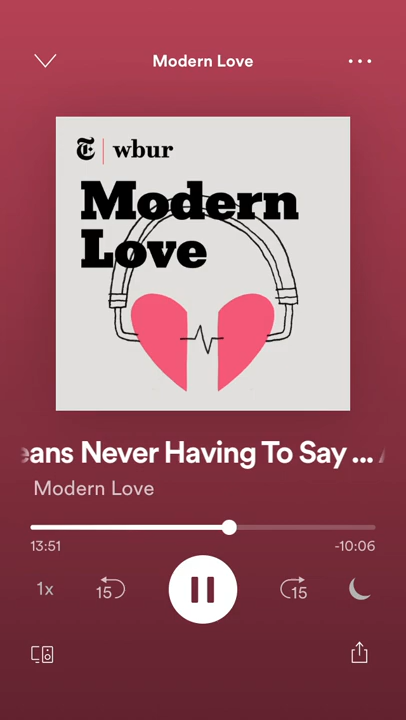 Modern Love
wbur
Modern
Love
eans Never Having To Say ...
Modern Love
13:51
-10:06
1x
15
15